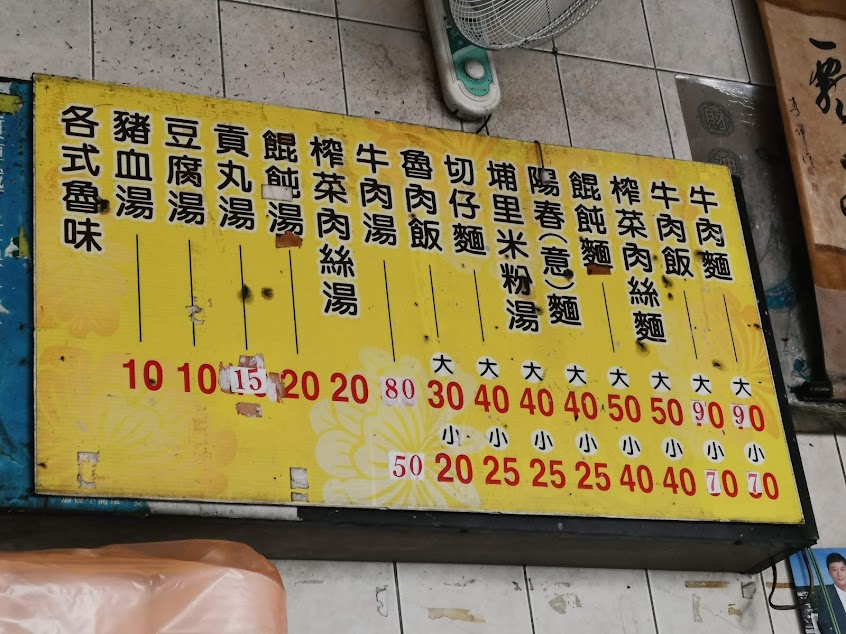 牛肉麵 大 90 小 70
牛肉飯 大 90 小 70
榨菜肉絲麵 大 50 小 40
餛飩麵 大 50 小 40
陽春(意)麵 大 40 小 25
埔里米粉湯 大 40 小 25
切仔麵 大 40 小 25
魯肉飯 大 30 小 20
牛肉湯 80 50
榨菜肉絲湯 20
餛飩湯 20
貢丸湯 15
豆腐湯 10
豬血湯 10
各式魯味
財